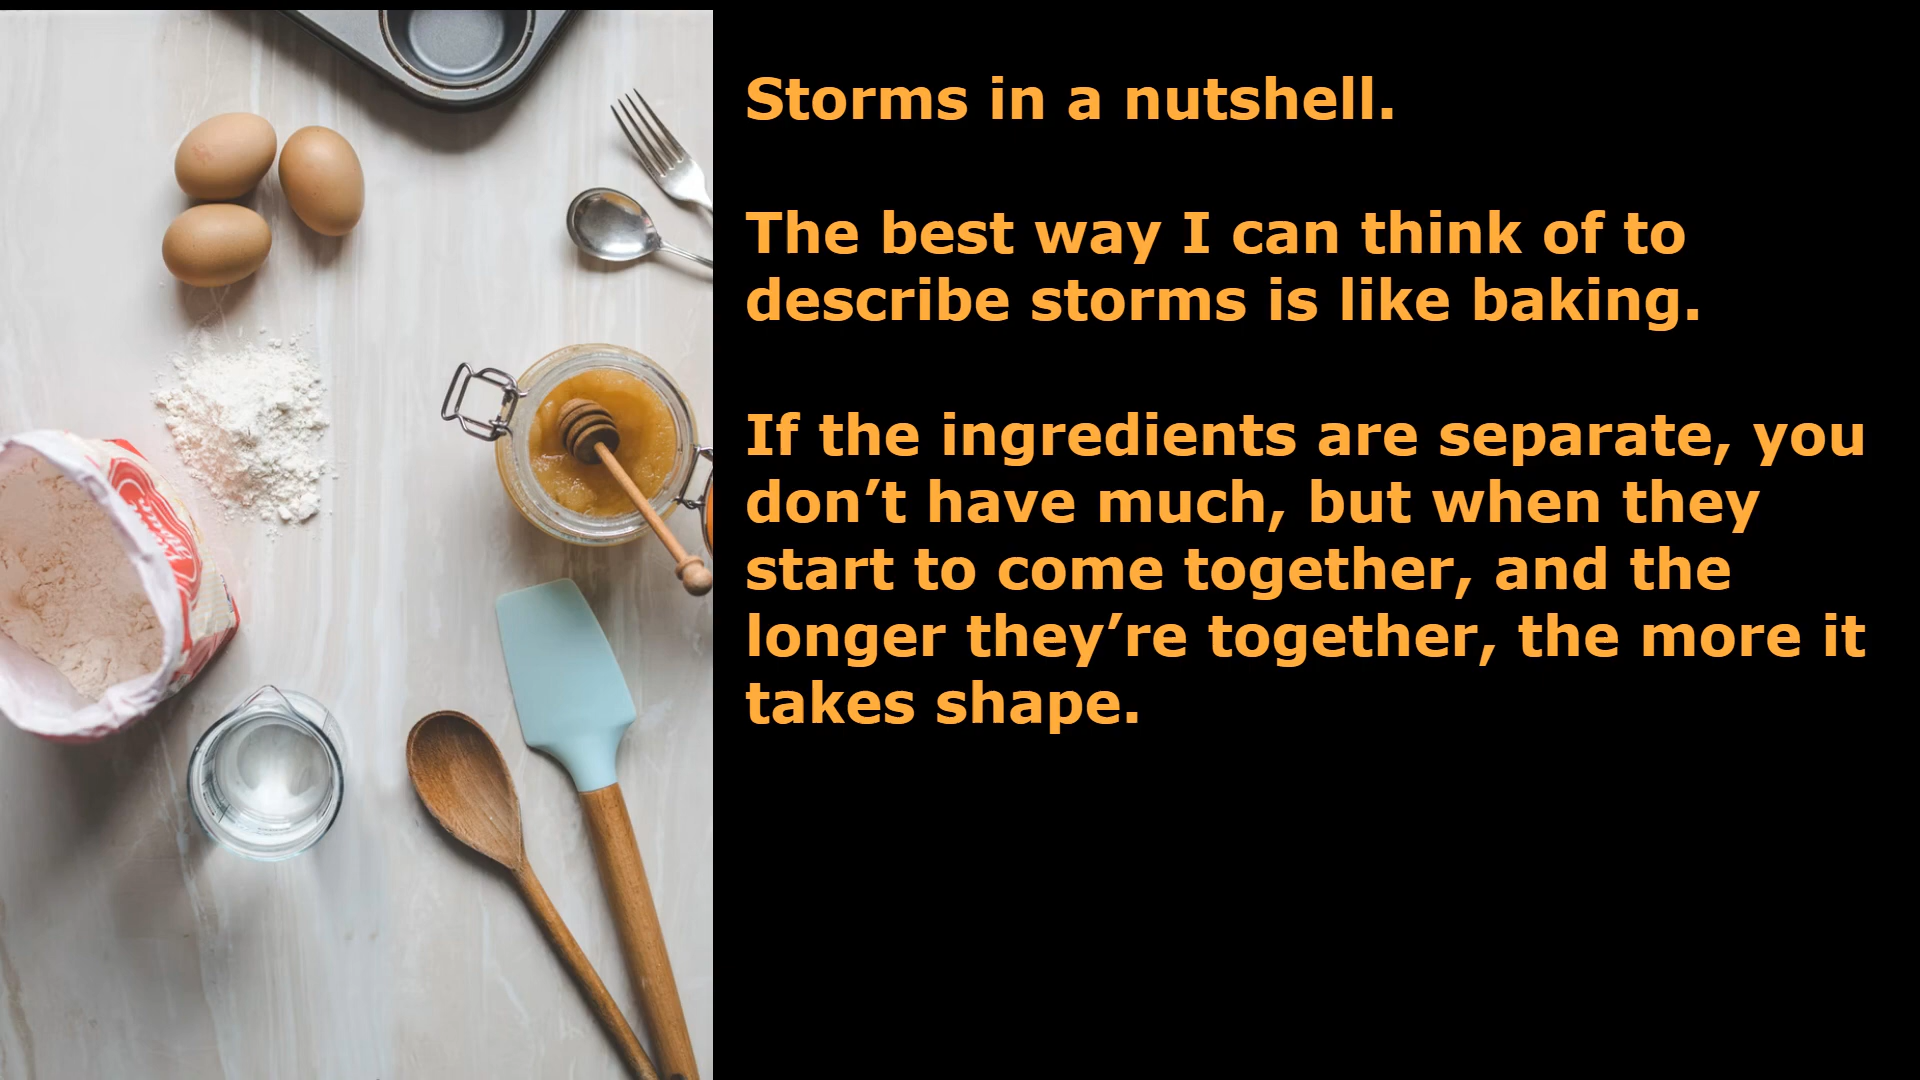 Storms in a nutshell.
The best way I can think of to
describe storms is like baking.
If the ingredients are separate, you
don’t have much, but when they
start to come together, and the
longer they’re together, the more it
takes shape.